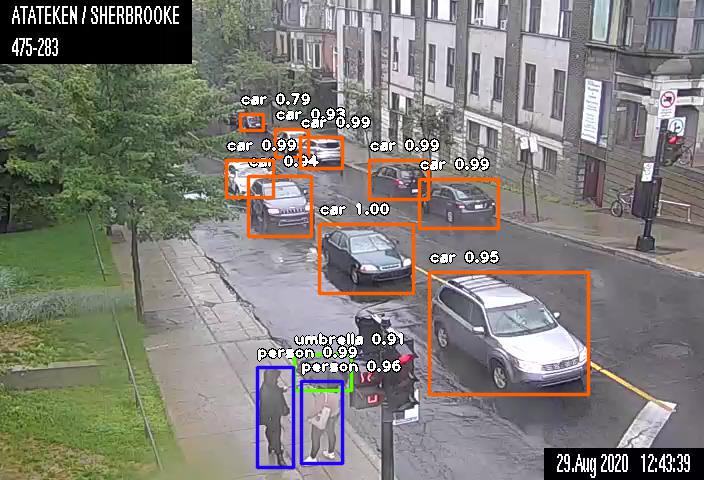 ATATEKEN / SHERBROOKE
475-283
car 0.79
car 0.93
car 0.99
car 0.99
car 0.94
car 0.99
car 0.99
car 1.00
car 0.95
umbrella 0.91
person 0.99
person 0.96
29.Aug 2020 12:43:39